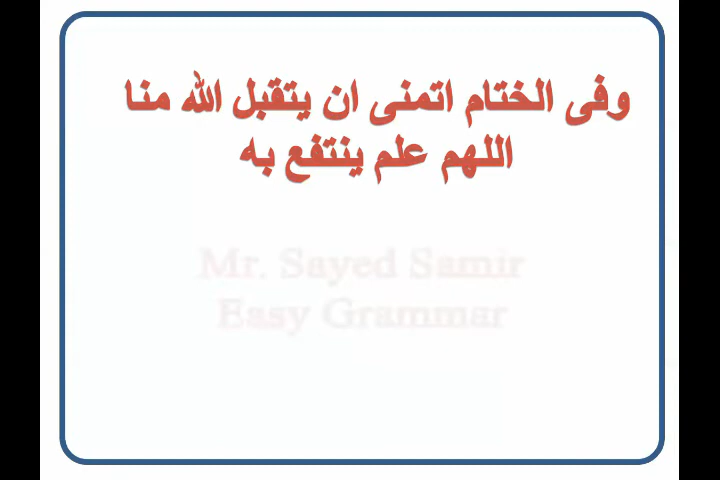 وفى الختام اتمنى ان يتقبل الله منا
اللهم علم ينتفع به
Mr. Sayed Samir
Easy Grammar